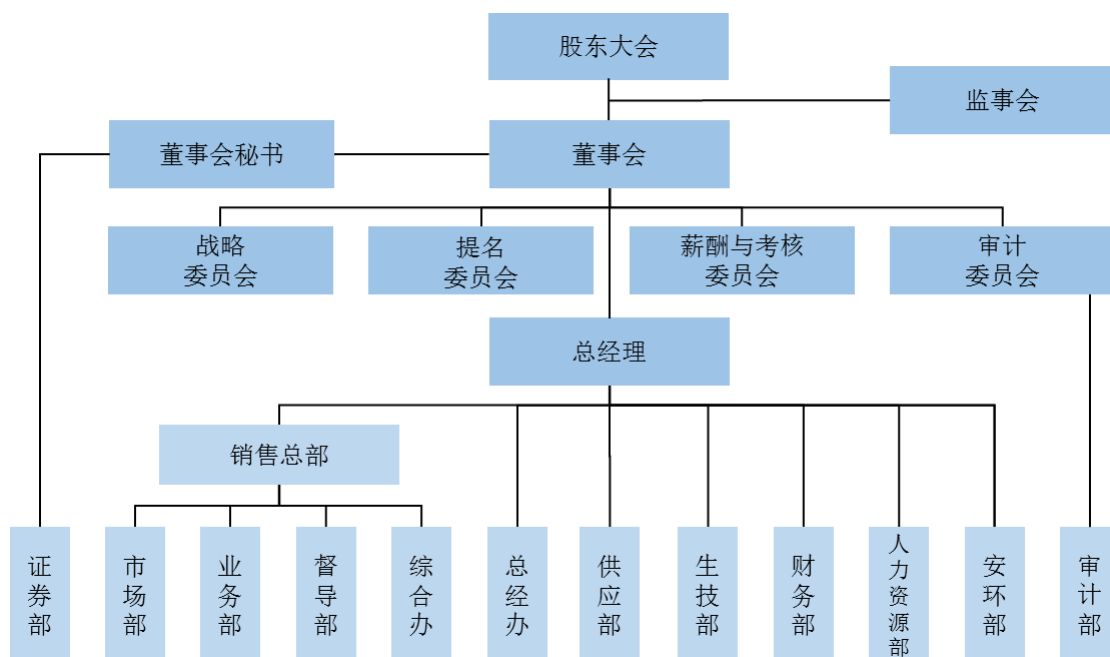 股东大会
监事会
董事会秘书
董事会
战略
委员会
提名
委员会
薪酬与考核
委员会
审计
委员会
总经理
销售总部
证券部
市场部
业务部
督导部
综合办
总经办
供应部
生技部
财务部
人力资源部
安环部
审计部